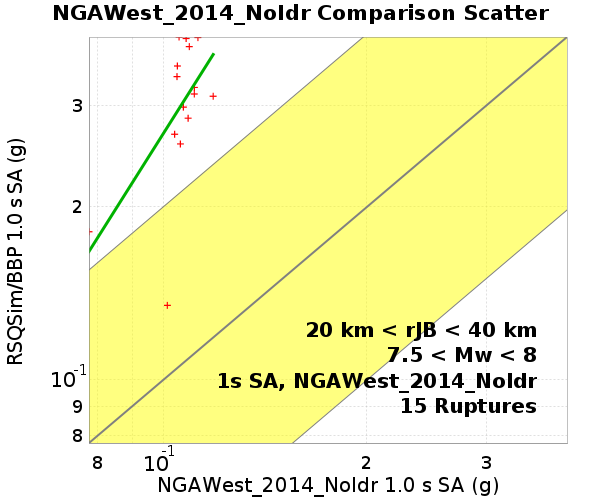 NGAWest_2014_NoIdr Comparison Scatter
RSQSim/BBP 1.0 s SA (g)
3
2
10-1
9
8
20 km < rJB < 40 km
7.5 < Mw < 8
1s SA, NGAWest_2014_NoIdr
15 Ruptures
8 10-1 2 3
NGAWest_2014_NoIdr 1.0 s SA (g)